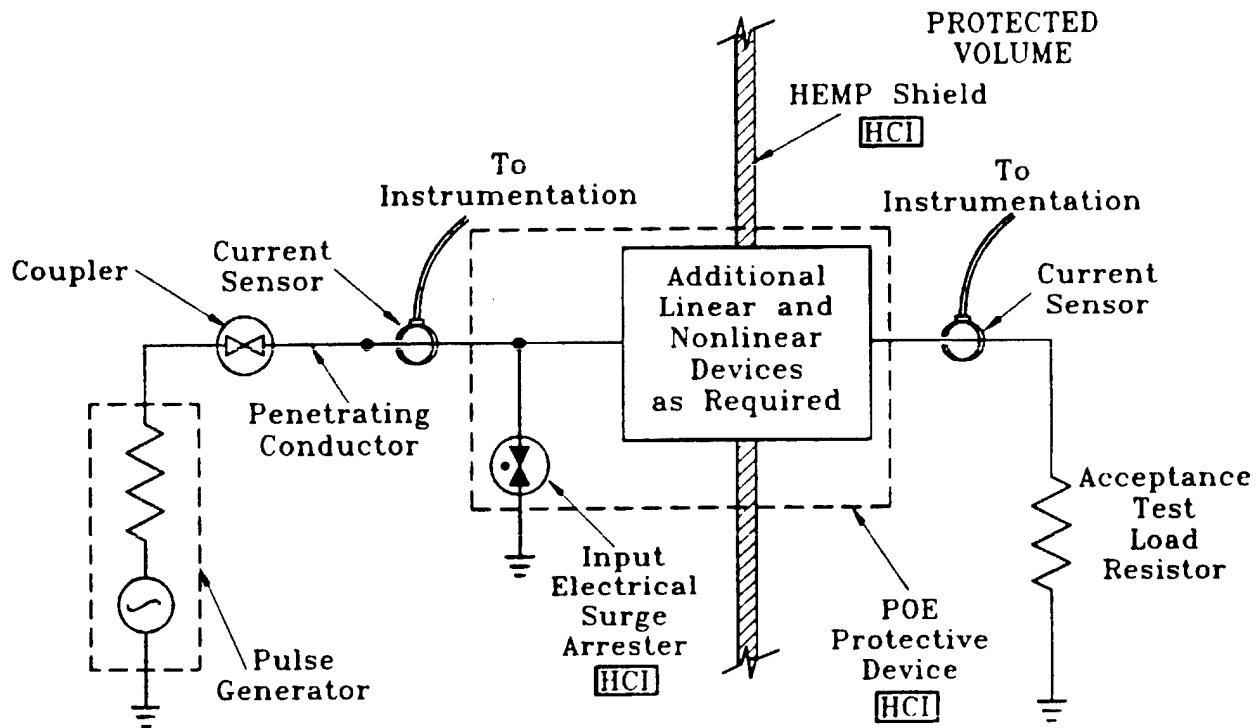 PROTECTED
VOLUME
HEMP Shield
HCI
To
Instrumentation
To
Instrumentation
Coupler
Current
Sensor
Current
Sensor
Additional
Linear and
Nonlinear
Devices
as Required
Penetrating
Conductor
Acceptance
Test
Load
Resistor
Input
Electrical
Surge
Arrester
HCI
POE
Protective
Device
HCI
Pulse
Generator